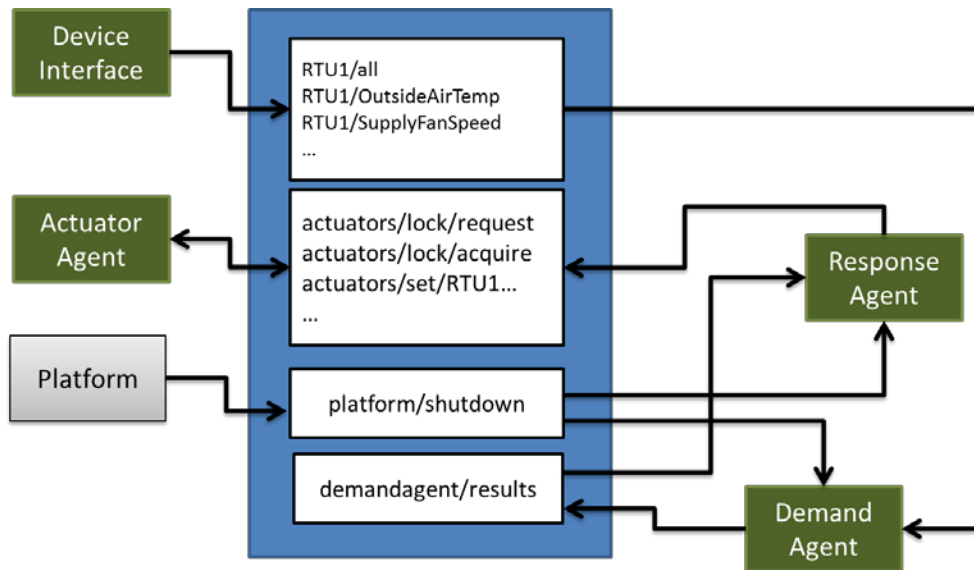 Device
Interface
RTU1/all
RTU1/OutsideAirTemp
RTU1/SupplyFanSpeed
...
Actuator
Agent
actuators/lock/request
actuators/lock/acquire
actuators/set/RTU1...
...
Response
Agent
Platform
platform/shutdown
demandagent/results
Demand
Agent